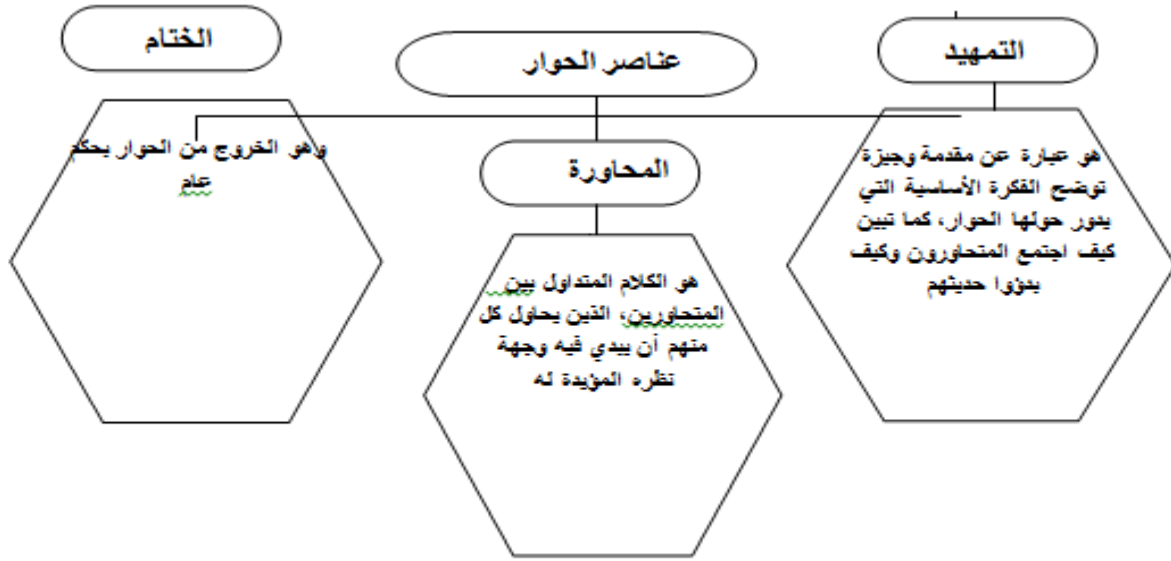 عناصر الحوار
التمهيد
هو عبارة عن مقدمة وجيزة
توضح الفكرة الأساسية التي
يدور حولها الحوار، كما تبين
كيف اجتمع المتحاورون وكيف
بدؤوا حديثهم
المحاورة
هو الكلام المتداول بين
المتحاورين، الذين يحاول كل
منهم أن يبدي فيه وجهة
نظره المؤيدة له
الختام
وهو الخروج من الحوار بحكم
عام